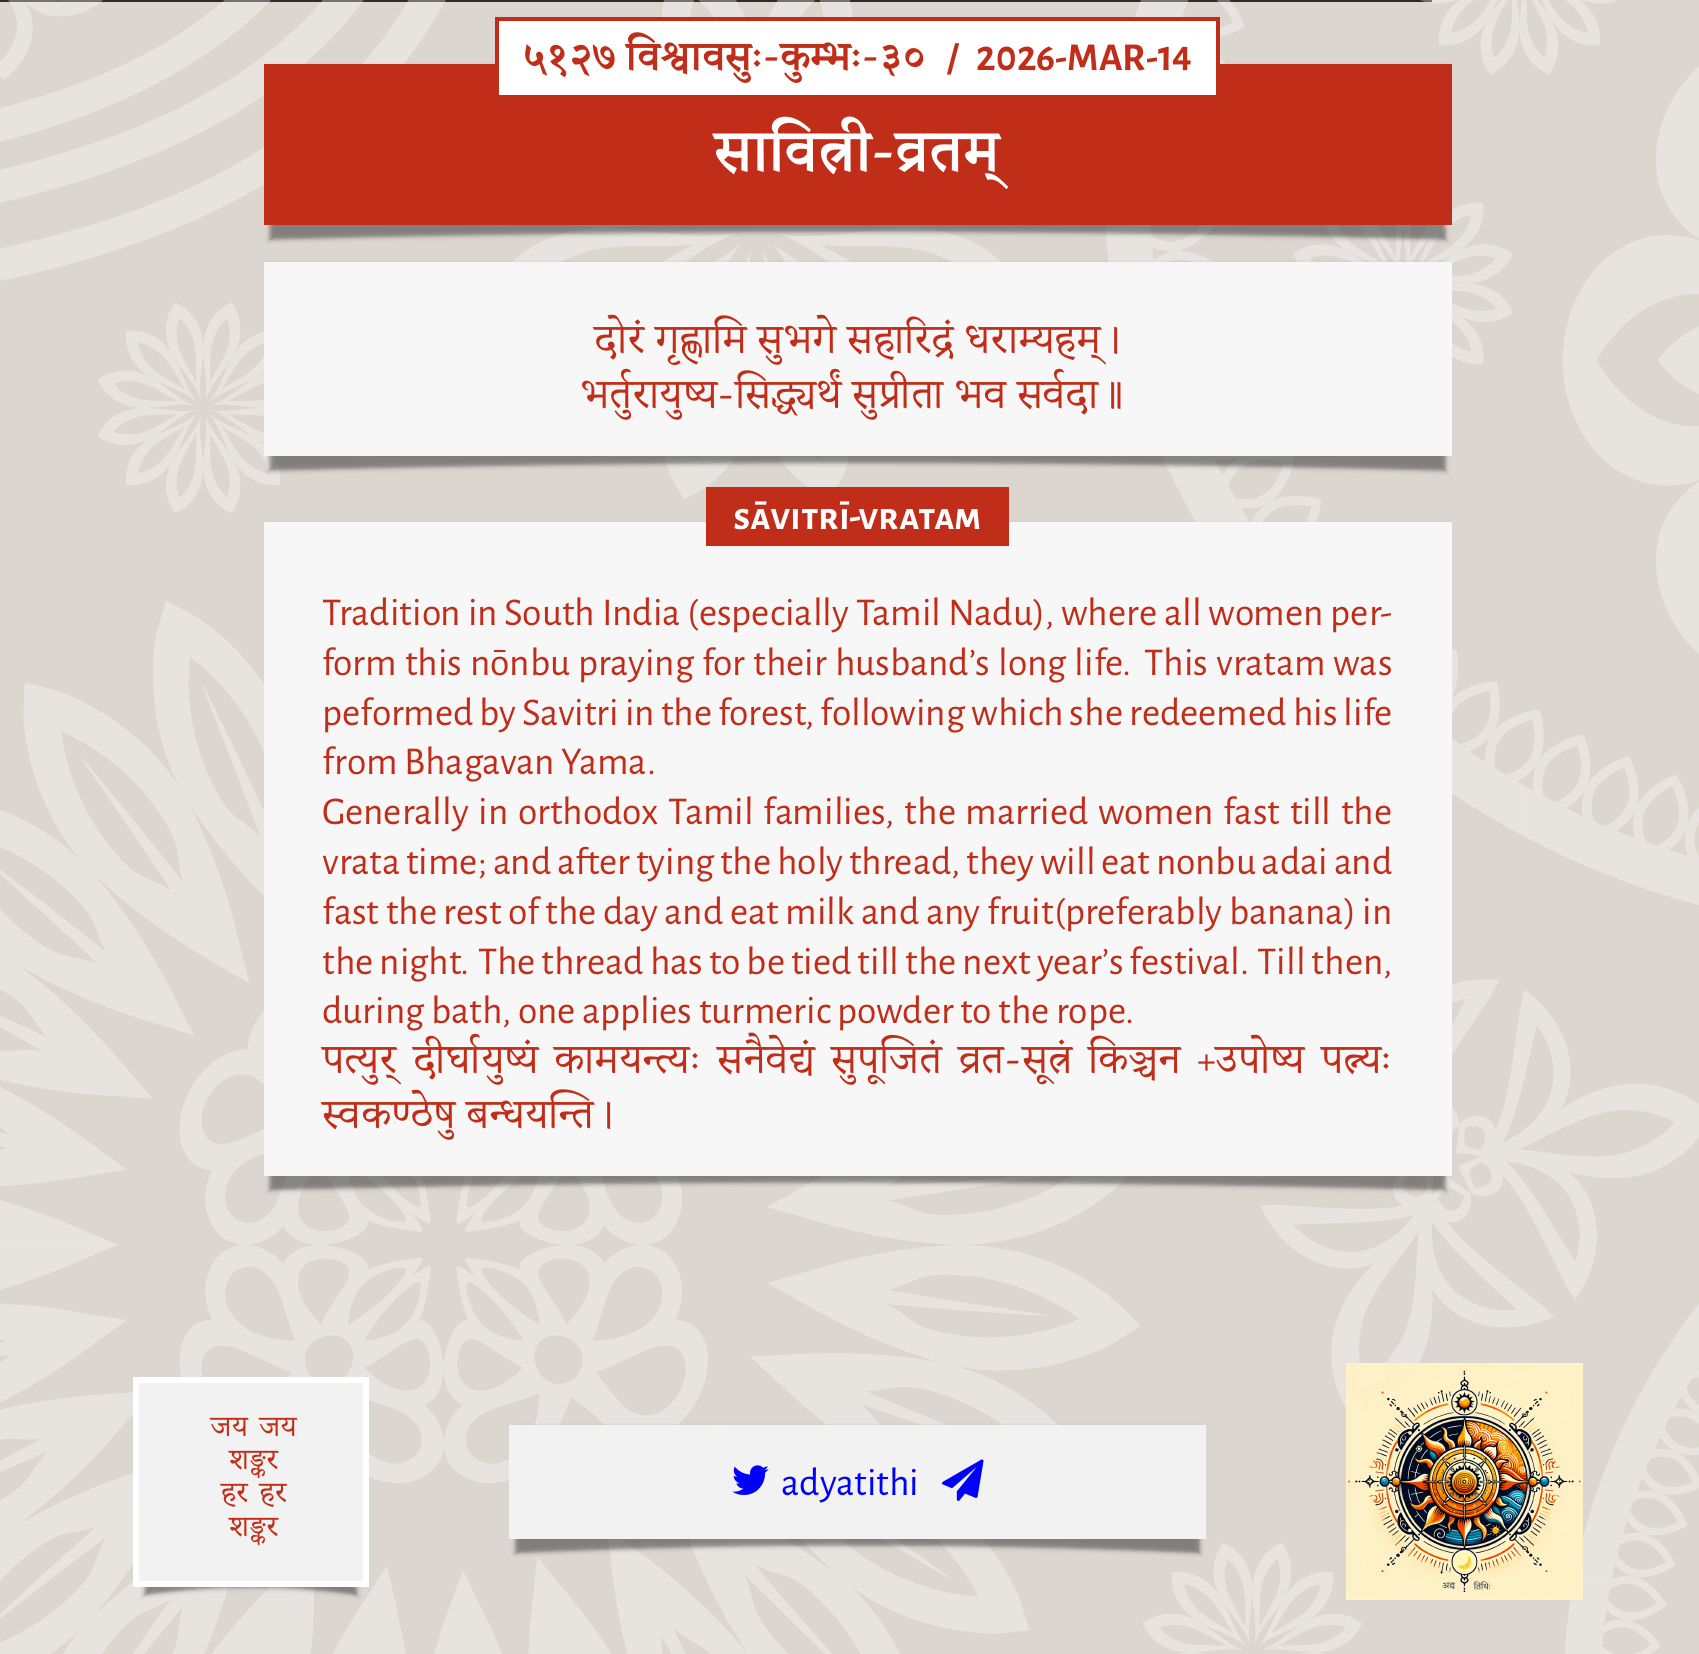 ५१२७ विश्वावसुः-कुम्भः-३० / 2026-MAR-14
सावित्री-व्रतम्
दोरं गृह्णामि सुभगे सहारिद्रं धराम्यहम्।
भर्तुरायुष्य-सिद्ध्यर्थं सुप्रीता भव सर्वदा॥
SĀVITRĪ-VRATAM
Tradition in South India (especially Tamil Nadu), where all women per-
form this nōnbu praying for their husband's long life. This vratam was
peformed by Savitri in the forest, following which she redeemed his life
from Bhagavan Yama.
Generally in orthodox Tamil families, the married women fast till the
vrata time; and after tying the holy thread, they will eat nonbu adai and
fast the rest of the day and eat milk and any fruit(preferably banana) in
the night. The thread has to be tied till the next year's festival. Till then,
during bath, one applies turmeric powder to the rope.
पत्युर् दीर्घायुष्यं कामयन्त्यः सनैवेद्यं सुपूजितं व्रत-सूत्रं किञ्चन +उपोष्य पत्न्यः
स्वकण्ठेषु बन्धयन्ति।
जय जय
शङ्कर
हर हर
शङ्कर
adyatithi
अद्य तिथिः